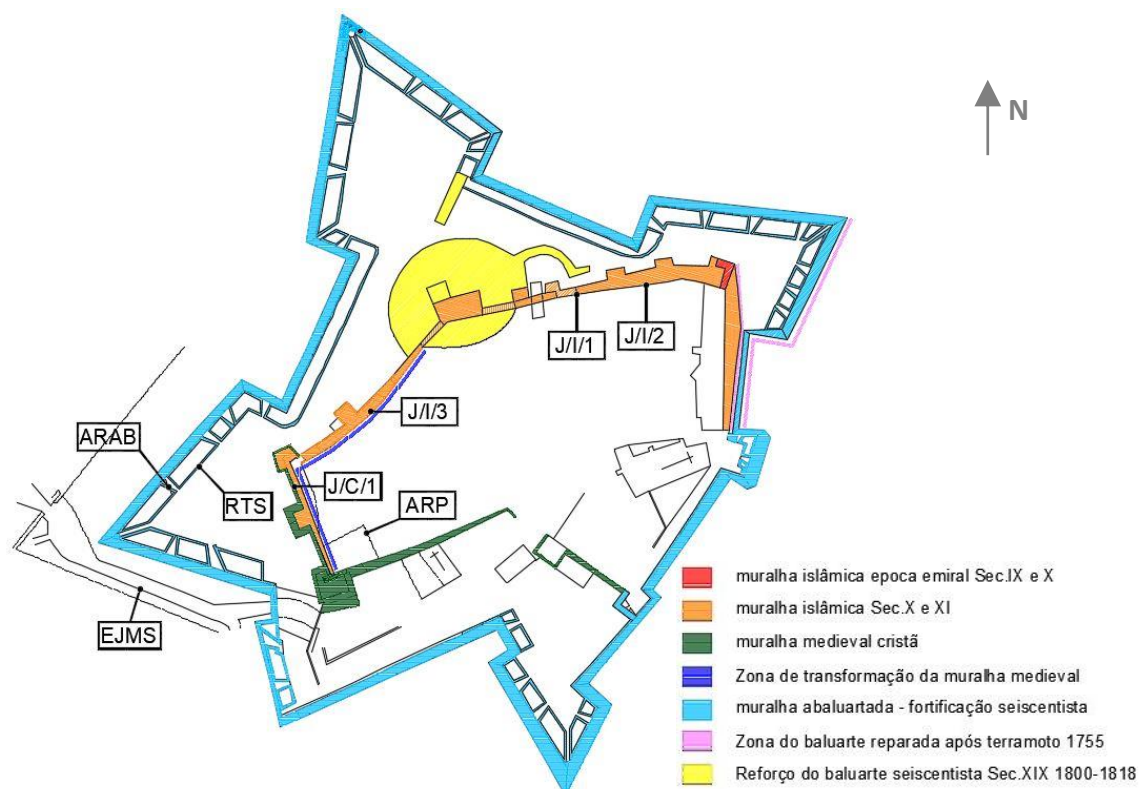 N
J/I/1
J/I/2
J/I/3
ARAB
RTS
J/C/1
ARP
EJMS
muralha islâmica epoca emiral Sec.IX e X
muralha islâmica Sec.X e XI
muralha medieval cristã
Zona de transformação da muralha medieval
muralha abaluartada - fortificação seiscentista
Zona do baluarte reparada após terramoto 1755
Reforço do baluarte seiscentista Sec.XIX 1800-1818